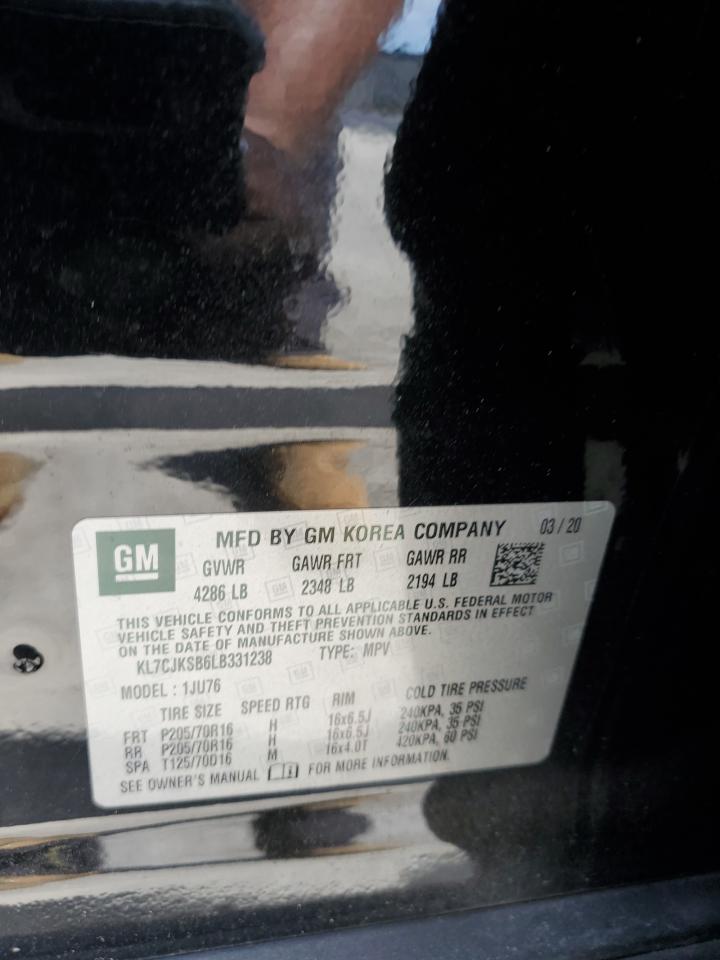 GM
MFD BY GM KOREA COMPANY 03 / 20
GVWR GAWR FRT GAWR RR
4286 LB 2348 LB 2194 LB
THIS VEHICLE CONFORMS TO ALL APPLICABLE U.S. FEDERAL MOTOR
VEHICLE SAFETY AND THEFT PREVENTION STANDARDS IN EFFECT
ON THE DATE OF MANUFACTURE SHOWN ABOVE.
KL7CJKSB6LB331238 TYPE: MPV
MODEL : 1JU76
TIRE SIZE SPEED RTG RIM COLD TIRE PRESSURE
FRT P205/70R16 H 16x6.5J 240KPA, 35 PSI
RR P205/70R16 H 16x6.5J 240KPA, 35 PSI
SPA T125/70D16 M 16x4.0T 420KPA, 60 PSI
SEE OWNER'S MANUAL FOR MORE INFORMATION.